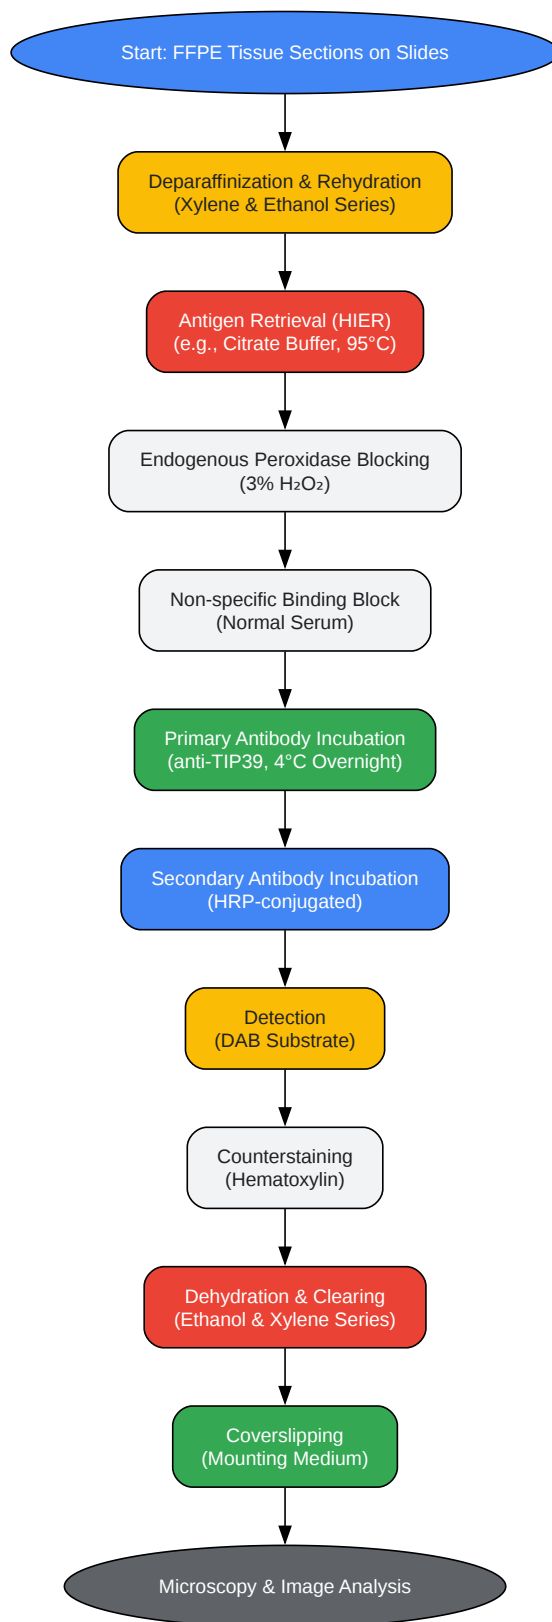 Start: FFPE Tissue Sections on Slides
Deparaffinization & Rehydration
(Xylene & Ethanol Series)
Antigen Retrieval (HIER)
(e.g., Citrate Buffer, 95°C)
Endogenous Peroxidase Blocking
(3% H₂O₂)
Non-specific Binding Block
(Normal Serum)
Primary Antibody Incubation
(anti-TIP39, 4°C Overnight)
Secondary Antibody Incubation
(HRP-conjugated)
Detection
(DAB Substrate)
Counterstaining
(Hematoxylin)
Dehydration & Clearing
(Ethanol & Xylene Series)
Coverslipping
(Mounting Medium)
Microscopy & Image Analysis